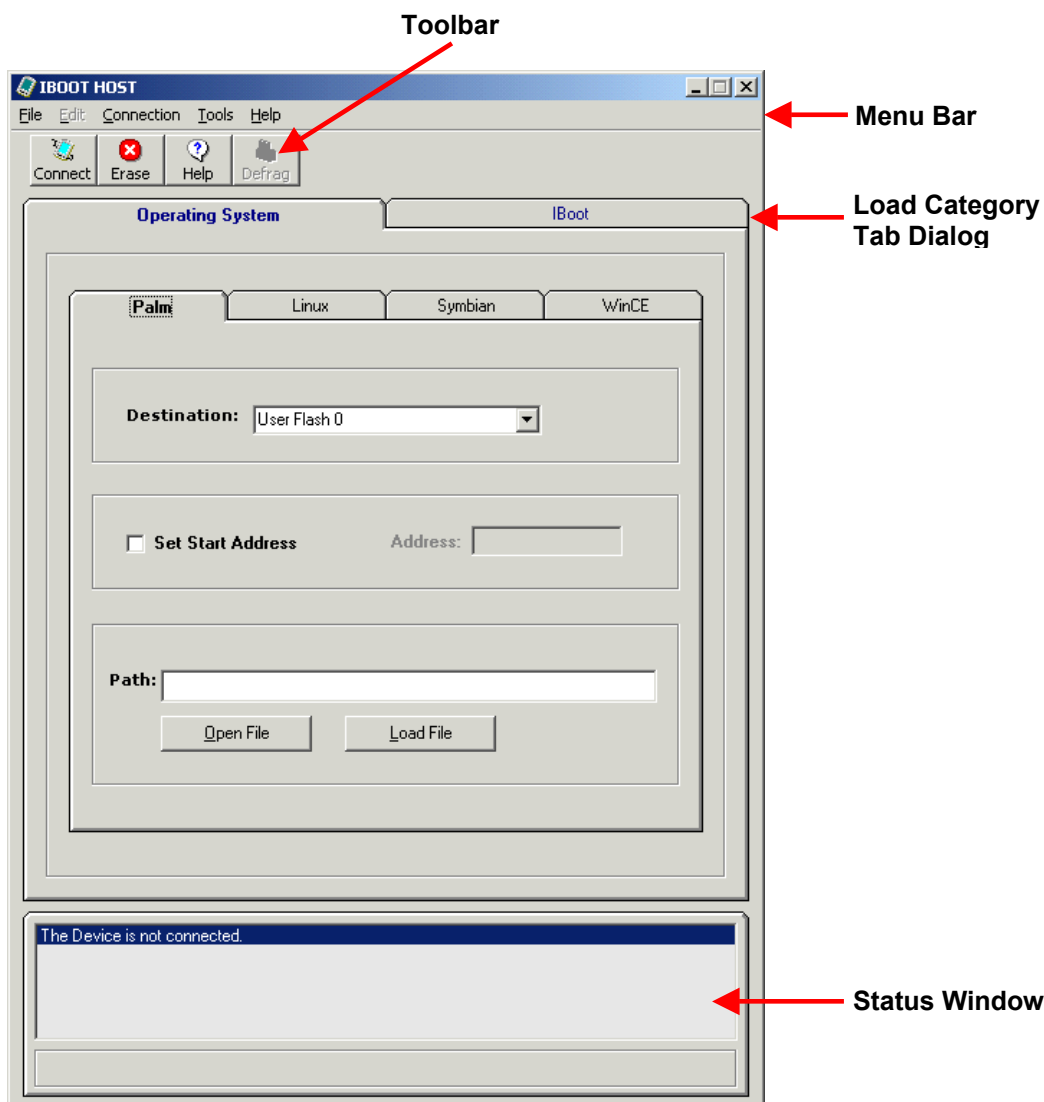 Toolbar
IBOOT HOST
File Edit Connection Tools Help
Menu Bar
Connect Erase Help Defrag
Load Category
Tab Dialog
Operating System IBoot
Palm Linux Symbian WinCE
Destination: User Flash 0
Set Start Address Address:
Path:
Open File Load File
The Device is not connected.
Status Window